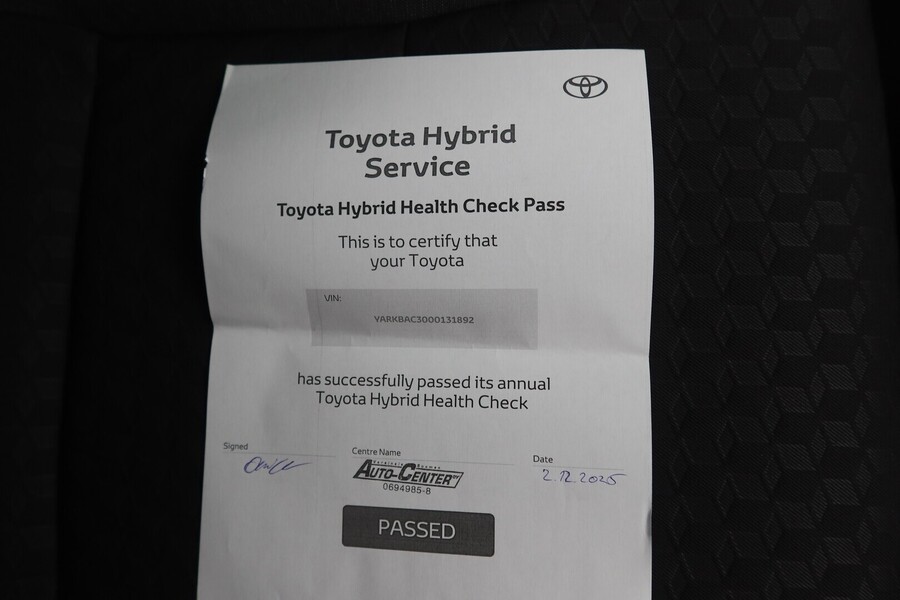 Toyota Hybrid
Service
Toyota Hybrid Health Check Pass
This is to certify that
your Toyota
VIN:
YARKBAC3000131892
has successfully passed its annual
Toyota Hybrid Health Check
Signed
Centre Name
Date
AUTO-CENTER OY
0694985-8
2.12.2025
PASSED